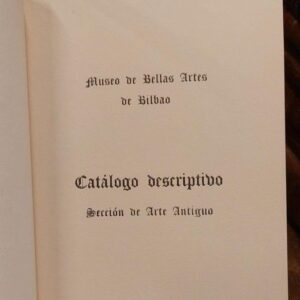 Museo de Bellas Artes
de Bilbao
Catálogo descriptivo
Sección de Arte Antiguo